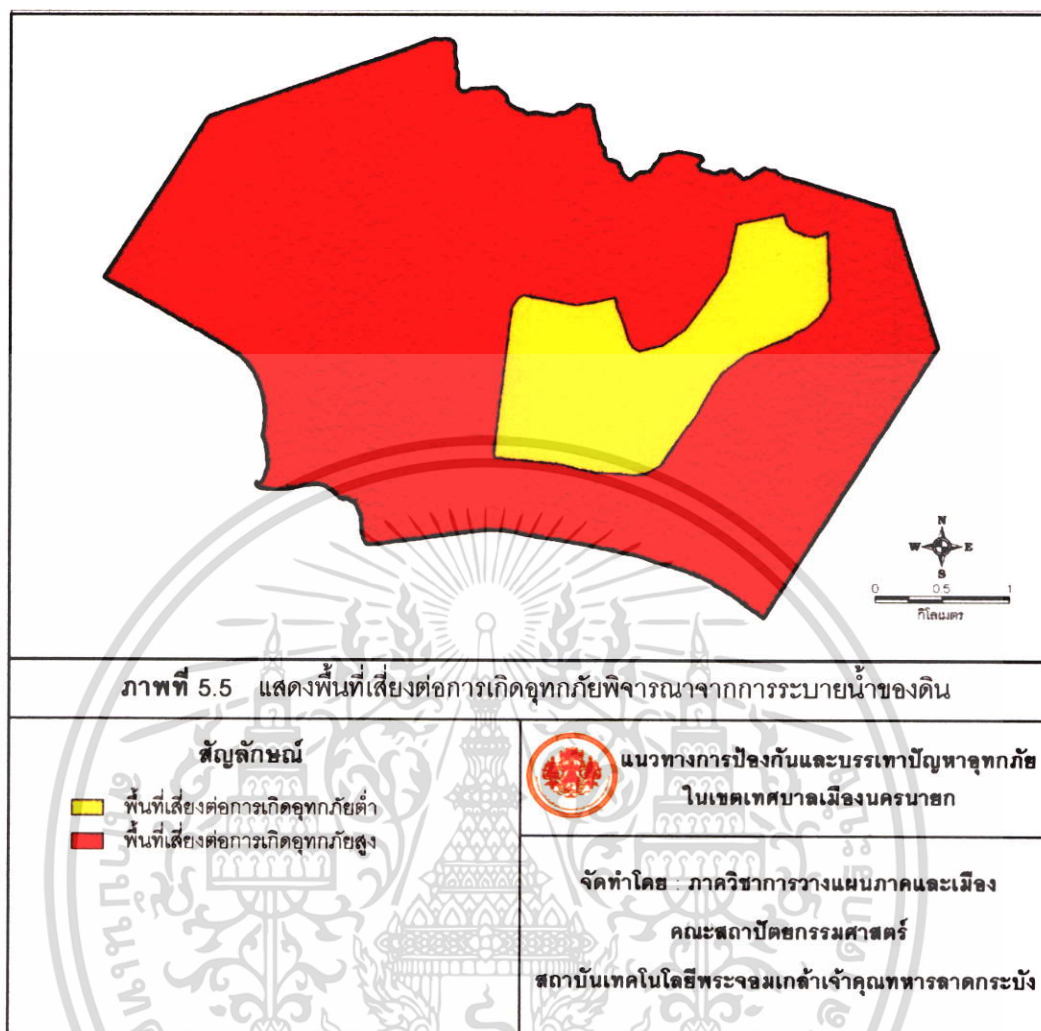 N
W E
S
0 0.5 1
กิโลเมตร
ภาพที่ 5.5 แสดงพื้นที่เสี่ยงต่อการเกิดอุทกภัยพิจารณาจากการระบายน้ำของดิน
สัญลักษณ์
พื้นที่เสี่ยงต่อการเกิดอุทกภัยต่ำ
พื้นที่เสี่ยงต่อการเกิดอุทกภัยสูง
แนวทางการป้องกันและบรรเทาปัญหาอุทกภัย
ในเขตเทศบาลเมืองนครนายก
จัดทำโดย : ภาควิชาการวางแผนภาคและเมือง
คณะสถาปัตยกรรมศาสตร์
สถาบันเทคโนโลยีพระจอมเกล้าเจ้าคุณทหารลาดกระบัง